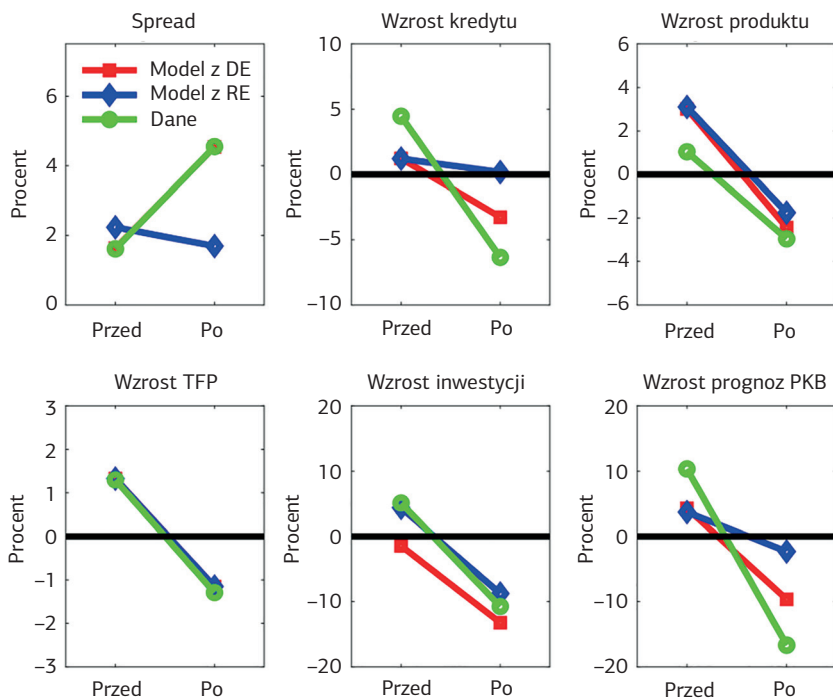 Spread
Procent
6
4
2
0
Model z DE
Model z RE
Dane
Przed Po
Wzrost kredytu
Procent
10
5
0
−5
−10
Przed Po
Wzrost produktu
Procent
6
4
2
0
−2
−4
−6
Przed Po
Wzrost TFP
Procent
3
2
1
0
−1
−2
−3
Przed Po
Wzrost inwestycji
Procent
20
10
0
−10
−20
Przed Po
Wzrost prognoz PKB
Procent
20
10
0
−10
−20
Przed Po